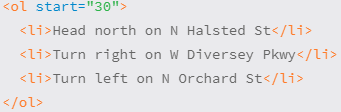 <ol start="30">
<li>Head north on N Halsted St</li>
<li>Turn right on W Diversey Pkwy</li>
<li>Turn left on N Orchard St</li>
</ol>